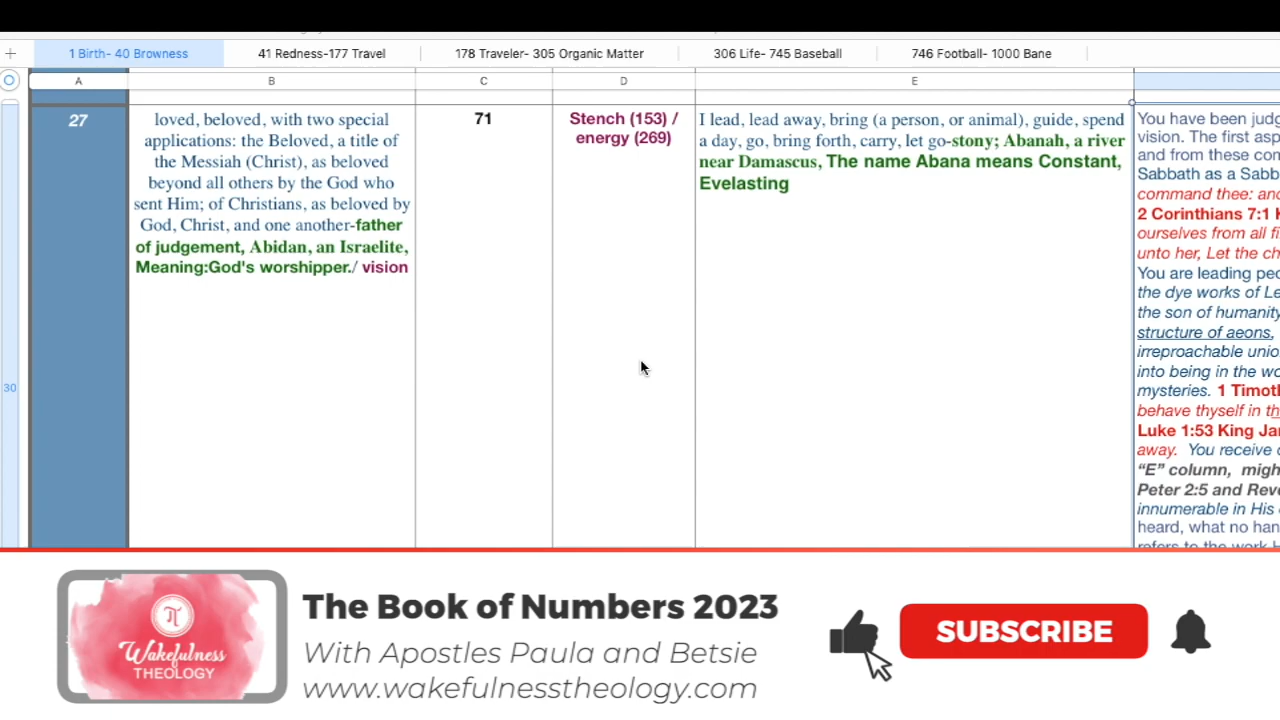 1 Birth- 40 Browness
41 Redness-177 Travel
178 Traveler- 305 Organic Matter
306 Life- 745 Baseball
746 Football- 1000 Bane
A
B
C
D
E
30
27
loved, beloved, with two special
applications: the Beloved, a title of
the Messiah (Christ), as beloved
beyond all others by the God who
sent Him; of Christians, as beloved by
God, Christ, and one another-father
of judgement, Abidan, an Israelite,
Meaning:God's worshipper./ vision
71
Stench (153) /
energy (269)
I lead, lead away, bring (a person, or animal), guide, spend
a day, go, bring forth, carry, let go-stony; Abanah, a river
near Damascus, The name Abana means Constant,
Evelasting
You have been judg
vision. The first asp
and from these com
Sabbath as a Sabb
command thee: and
2 Corinthians 7:1 K
ourselves from all fi
unto her, Let the ch
You are leading peo
the dye works of Le
the son of humanity
structure of aeons,
irreproachable unio
into being in the wo
mysteries. 1 Timoth
behave thyself in th
Luke 1:53 King Jan
away. You receive o
“E” column, migh
Peter 2:5 and Reve
innumerable in His
heard, what no han
refers to the work H
Wakefulness
THEOLOGY
The Book of Numbers 2023
With Apostles Paula and Betsie
www.wakefulnesstheology.com
SUBSCRIBE